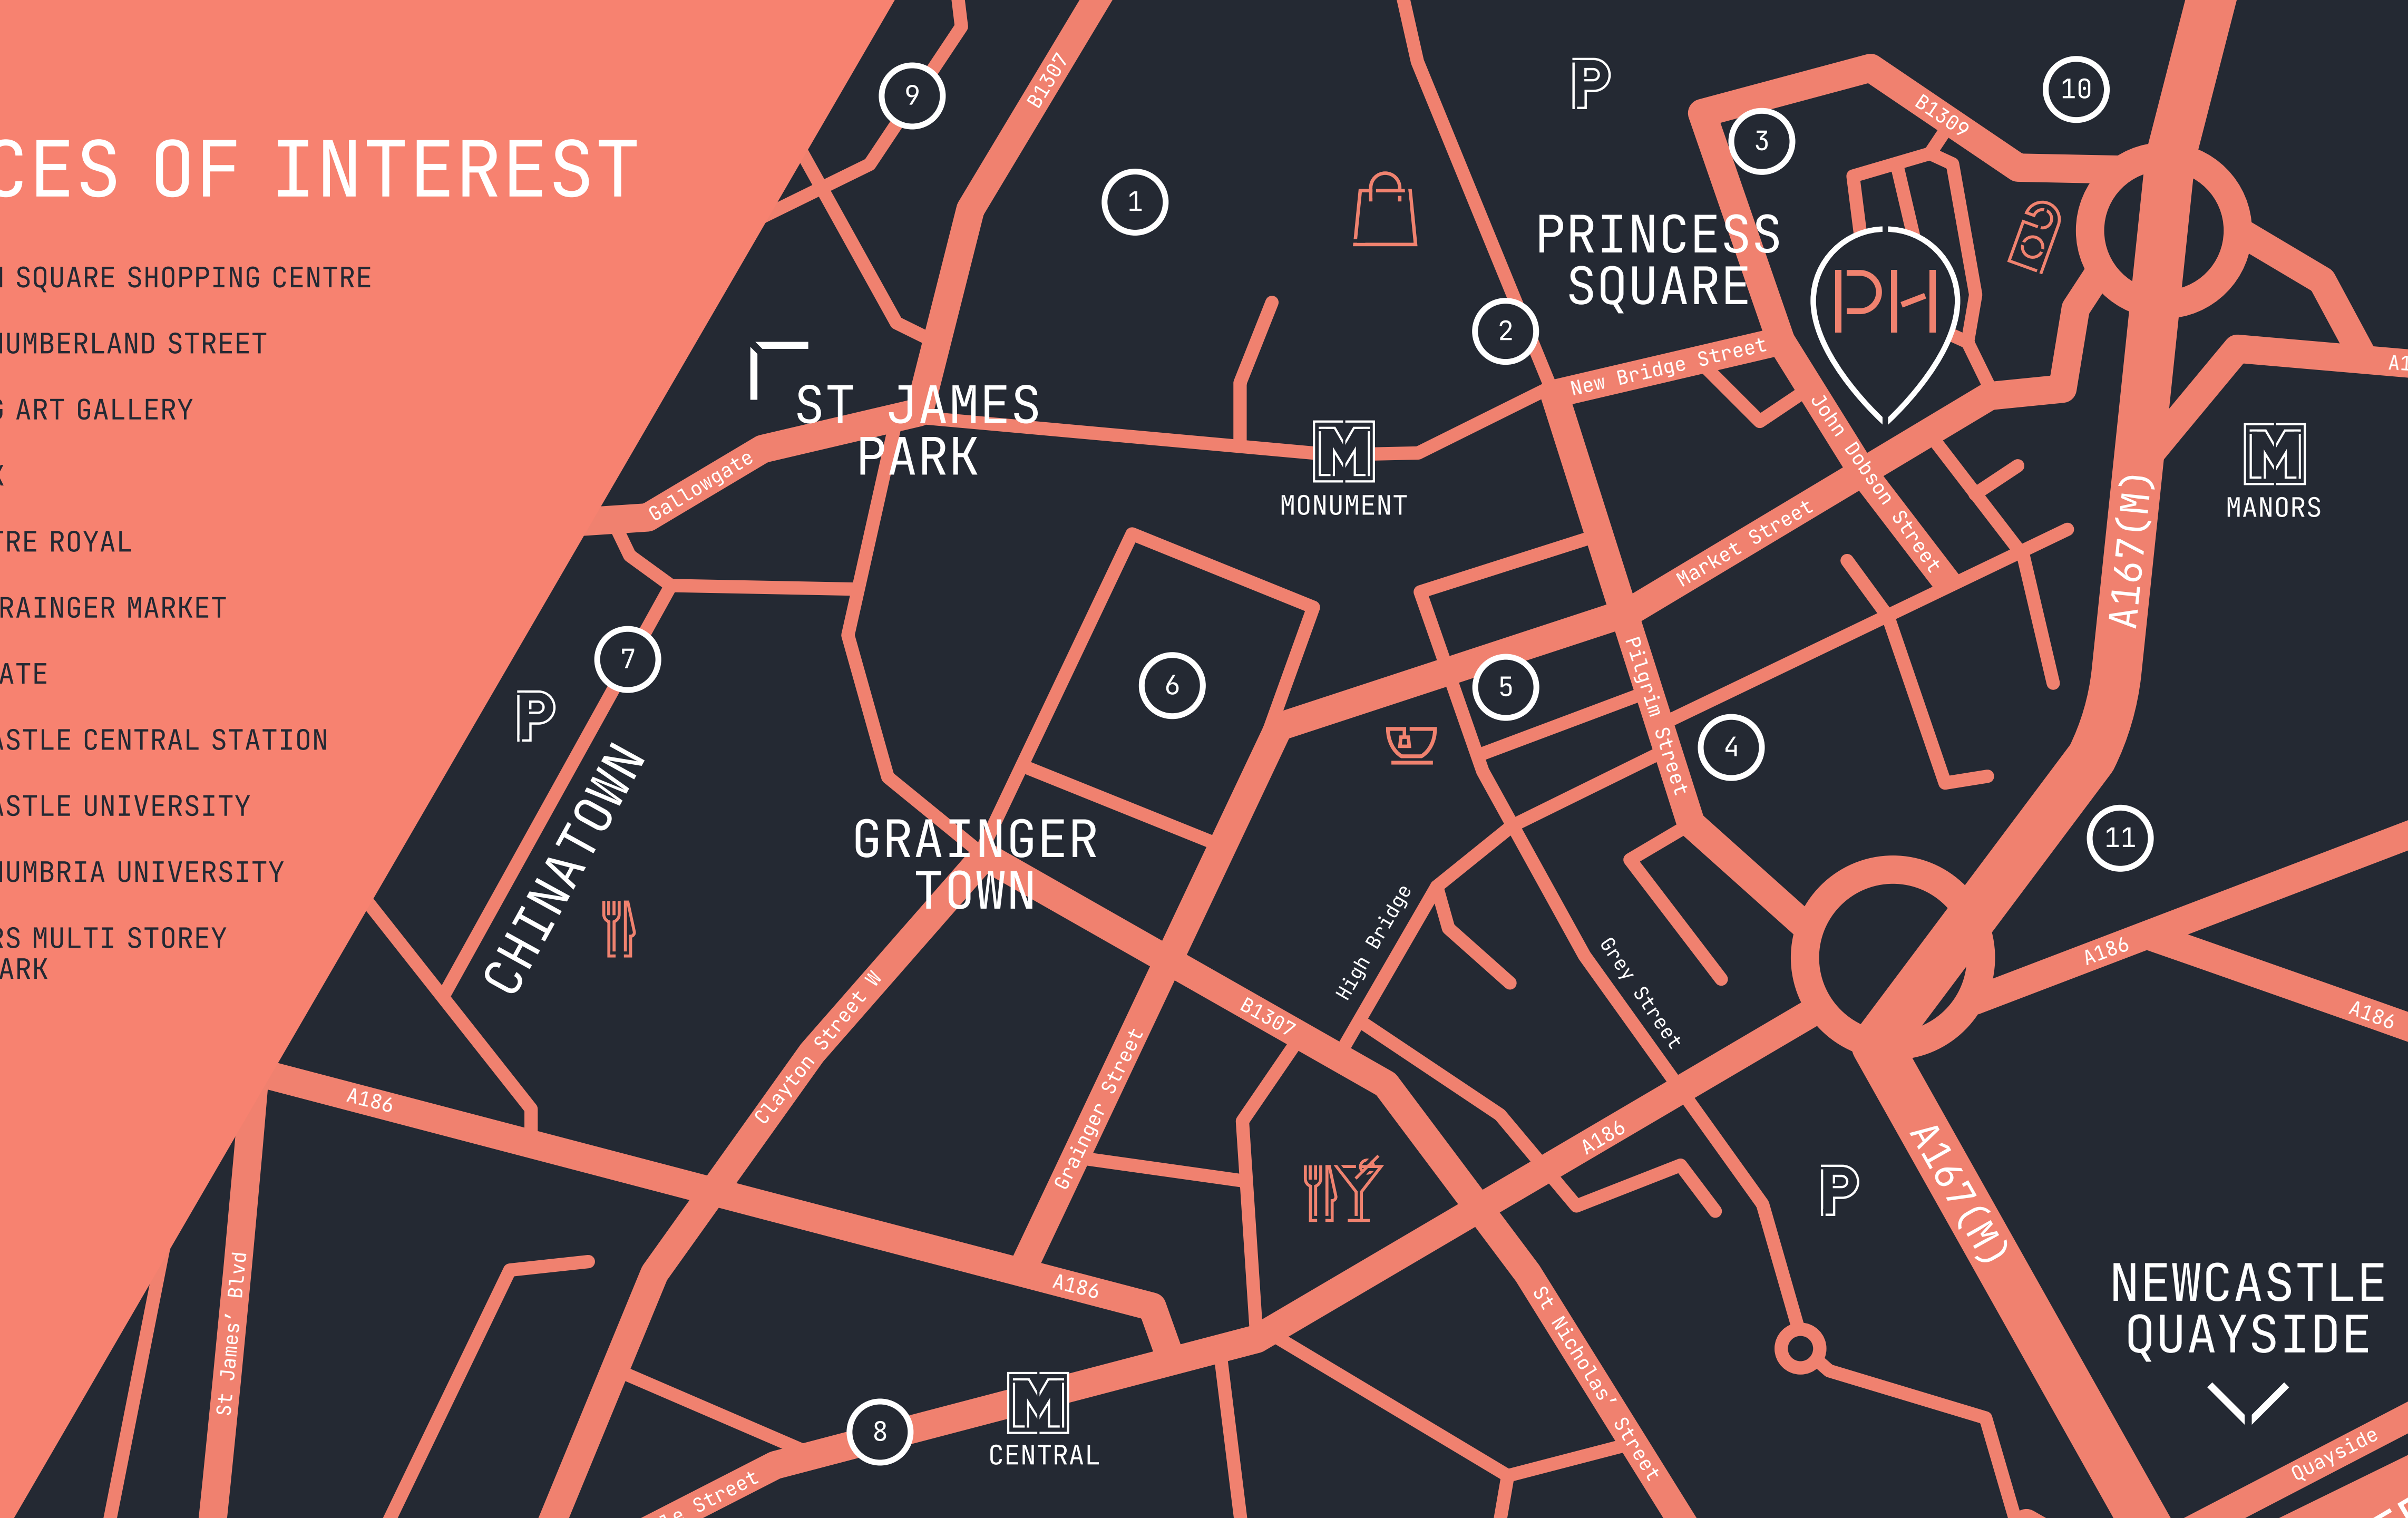 CES OF INTEREST
SQUARE SHOPPING CENTRE
UMBERLAND STREET
ART GALLERY
TRE ROYAL
RAINGER MARKET
ATE
ASTLE CENTRAL STATION
ASTLE UNIVERSITY
UMBRIA UNIVERSITY
RS MULTI STOREY
ARK
9
B1307
1
P
3
B1309
10
PRINCESS
SQUARE
PH
2
New Bridge Street
John Dobson Street
A1
ST JAMES
PARK
Gallowgate
M
MONUMENT
M
MANORS
A167(M)
Market Street
7
P
6
5
Pilgrim Street
4
11
CHINATOWN
GRAINGER
TOWN
High Bridge
Grey Street
A186
A186
Clayton Street W
B1307
Grainger Street
A186
A186
A167(M)
P
St James' Blvd
A186
St Nicholas' Street
NEWCASTLE
QUAYSIDE
8
M
CENTRAL
le Street
Quayside